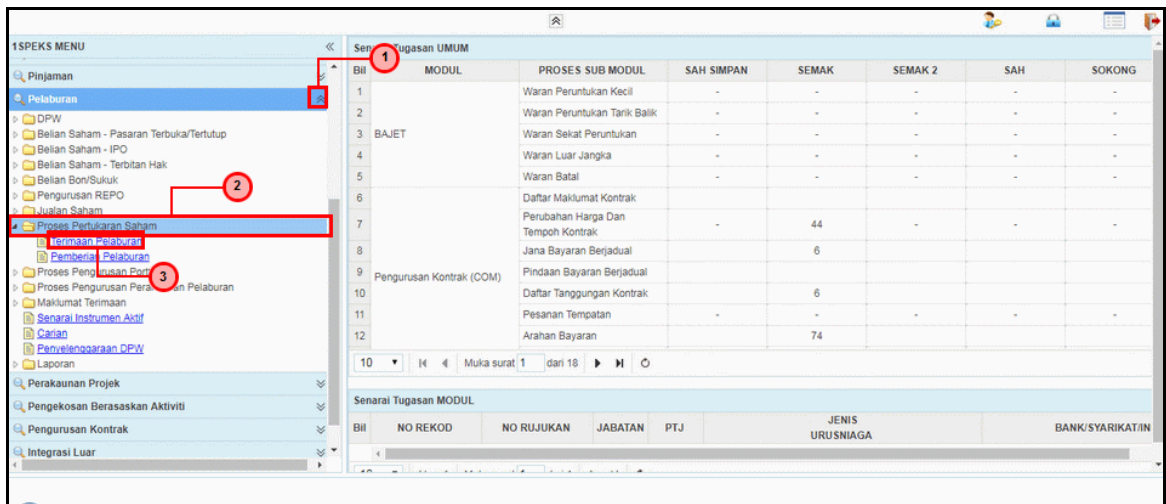 1SPEKS MENU
Pinjaman
Pelaburan
DPW
Belian Saham - Pasaran Terbuka/Tertutup
Belian Saham - IPO
Belian Saham - Terbitan Hak
Belian Bon/Sukuk
Pengurusan REPO
Jualan Saham
Proses Pertukaran Saham
Terimaan Pelaburan
Pemberian Pelaburan
Proses Pengurusan
Proses Pengurusan Pelaburan
Maklumat Terimaan
Senarai Instrumen Aktif
Carian
Penyelenggaraan DPW
Laporan
Perakaunan Projek
Pengekosan Berasaskan Aktiviti
Pengurusan Kontrak
Integrasi Luar
1
2
3
Tugasan UMUM
Bil MODUL PROSES SUB MODUL SAH SIMPAN SEMAK SEMAK 2 SAH SOKONG
1 Waran Peruntukan Kecil - - - - -
2 Waran Peruntukan Tarik Balik - - - - -
3 BAJET Waran Sekat Peruntukan - - - - -
4 Waran Luar Jangka - - - - -
5 Waran Batal - - - - -
6 Daftar Maklumat Kontrak
7 Perubahan Harga Dan
Tempoh Kontrak - 44 - - -
8 Jana Bayaran Berjadual 6
9 Pengurusan Kontrak (COM) Pindaan Bayaran Berjadual
10 Daftar Tanggungan Kontrak 6
11 Pesanan Tempatan - - - - -
12 Arahan Bayaran 74
10 Muka surat 1 dari 18
Senarai Tugasan MODUL
Bil NO REKOD NO RUJUKAN JABATAN PTJ JENIS
URUSNIAGA BANK/SYARIKAT/IN